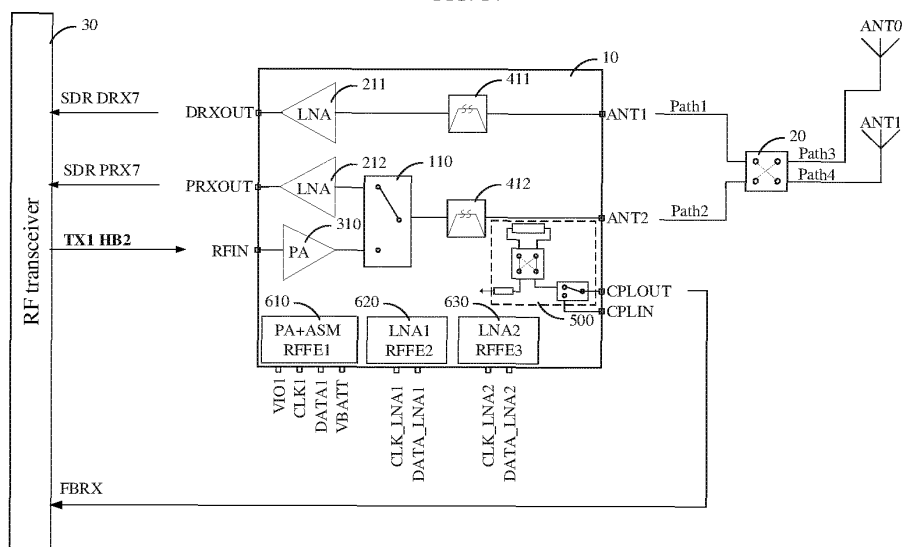 30
ANT0
10
SDR DRX7
DRXOUT
211
LNA
411
ANT1
Path1
20
ANT1
Path3
Path4
SDR PRX7
PRXOUT
212
LNA
110
412
ANT2
Path2
TX1 HB2
RFIN
310
PA
RF transceiver
CPLOUT
CPLIN
500
610
PA+ASM
RFFE1
620
LNA1
RFFE2
630
LNA2
RFFE3
VIO1
CLK1
DATA1
VBATT
CLK_LNA1
DATA_LNA1
CLK_LNA2
DATA_LNA2
FBRX